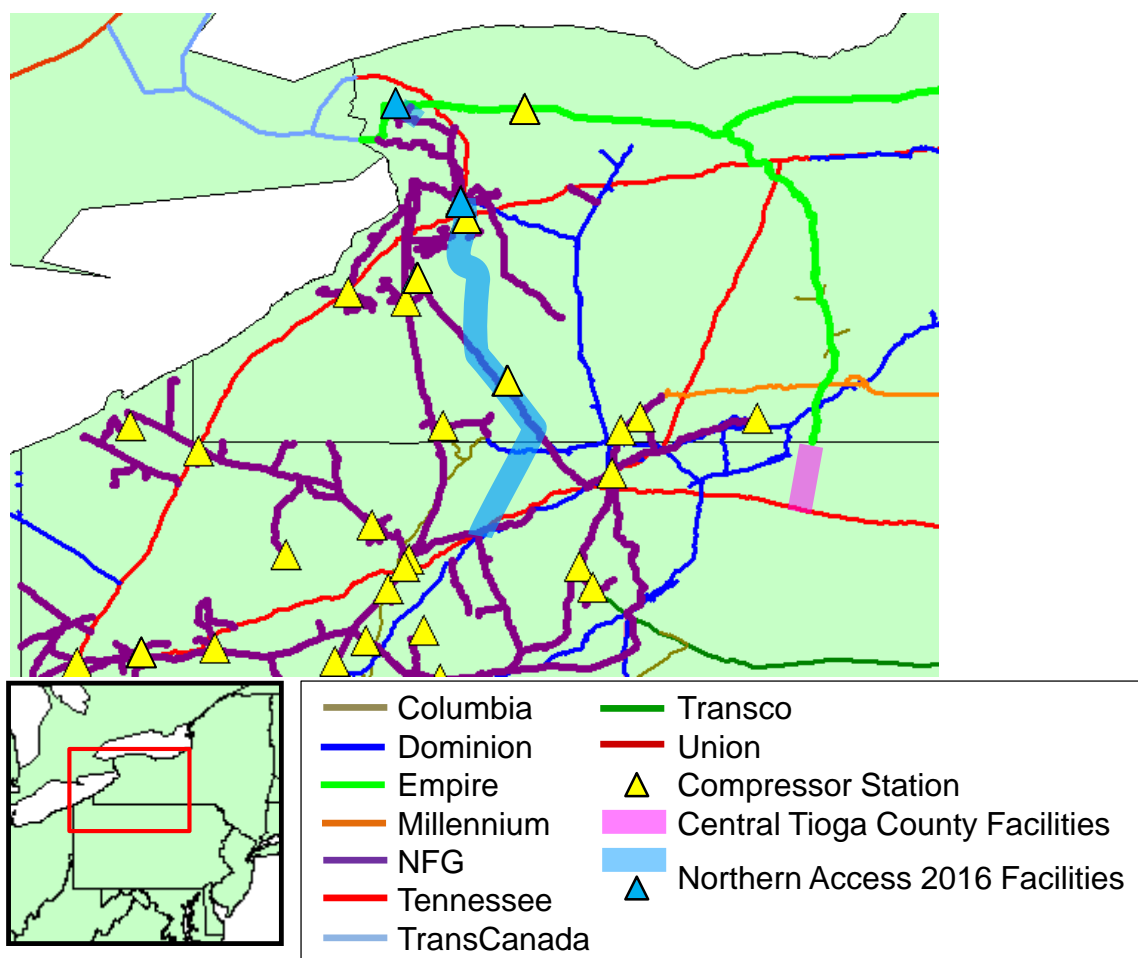 Columbia
Dominion
Empire
Millennium
NFG
Tennessee
TransCanada
Transco
Union
Compressor Station
Central Tioga County Facilities
Northern Access 2016 Facilities